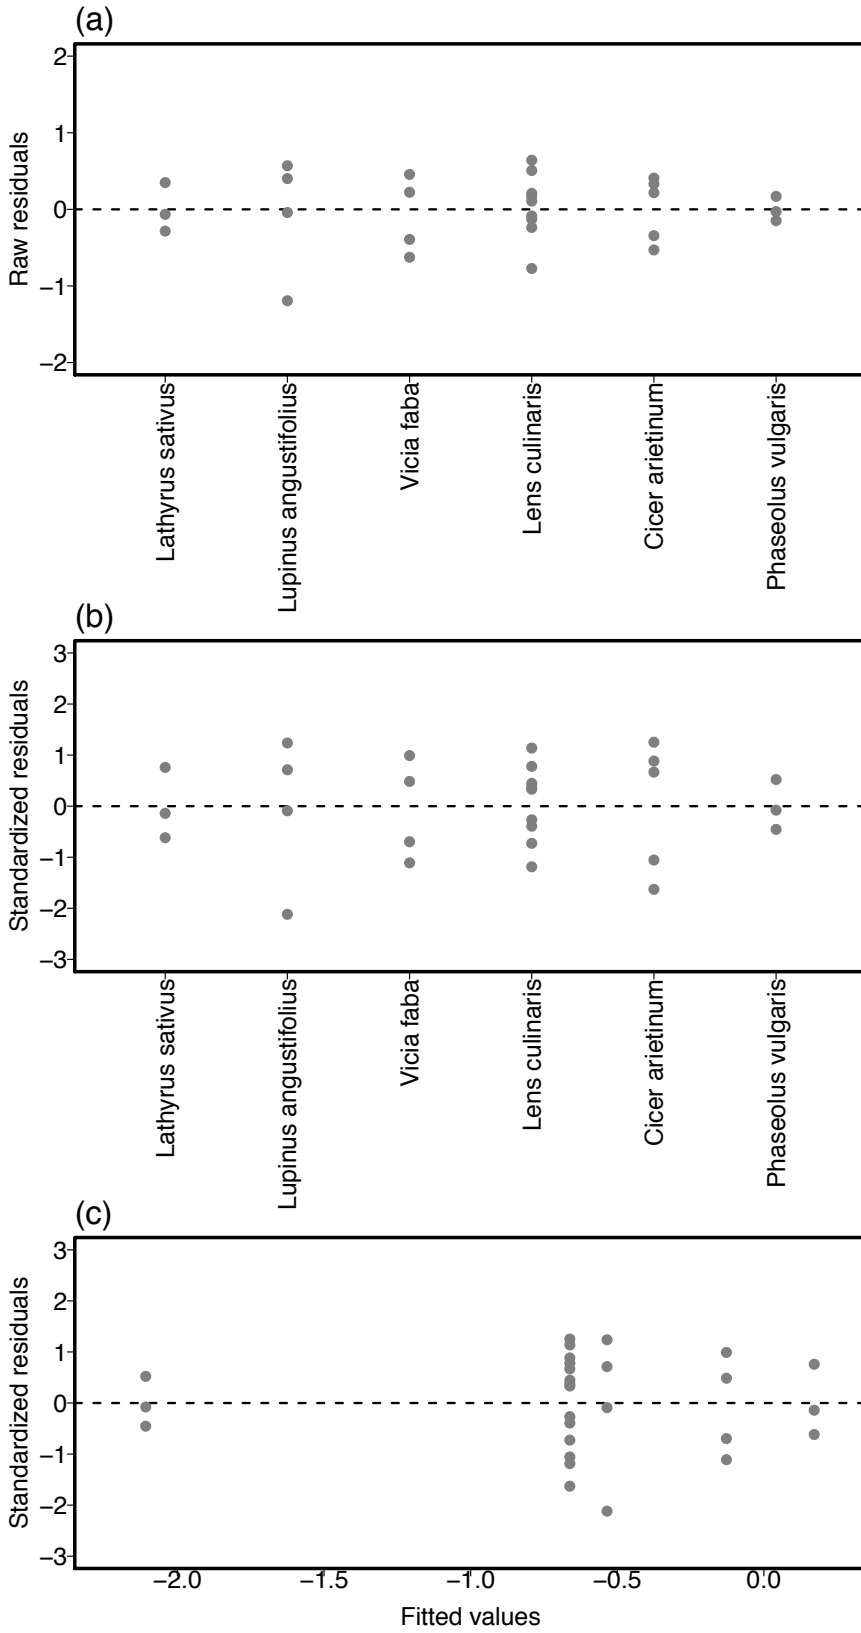 (a)
Raw residuals
2
1
0
−1
−2
Lathyrus sativus
Lupinus angustifolius
Vicia faba
Lens culinaris
Cicer arietinum
Phaseolus vulgaris
(b)
Standardized residuals
3
2
1
0
−1
−2
−3
Lathyrus sativus
Lupinus angustifolius
Vicia faba
Lens culinaris
Cicer arietinum
Phaseolus vulgaris
(c)
Standardized residuals
3
2
1
0
−1
−2
−3
−2.0 −1.5 −1.0 −0.5 0.0
Fitted values